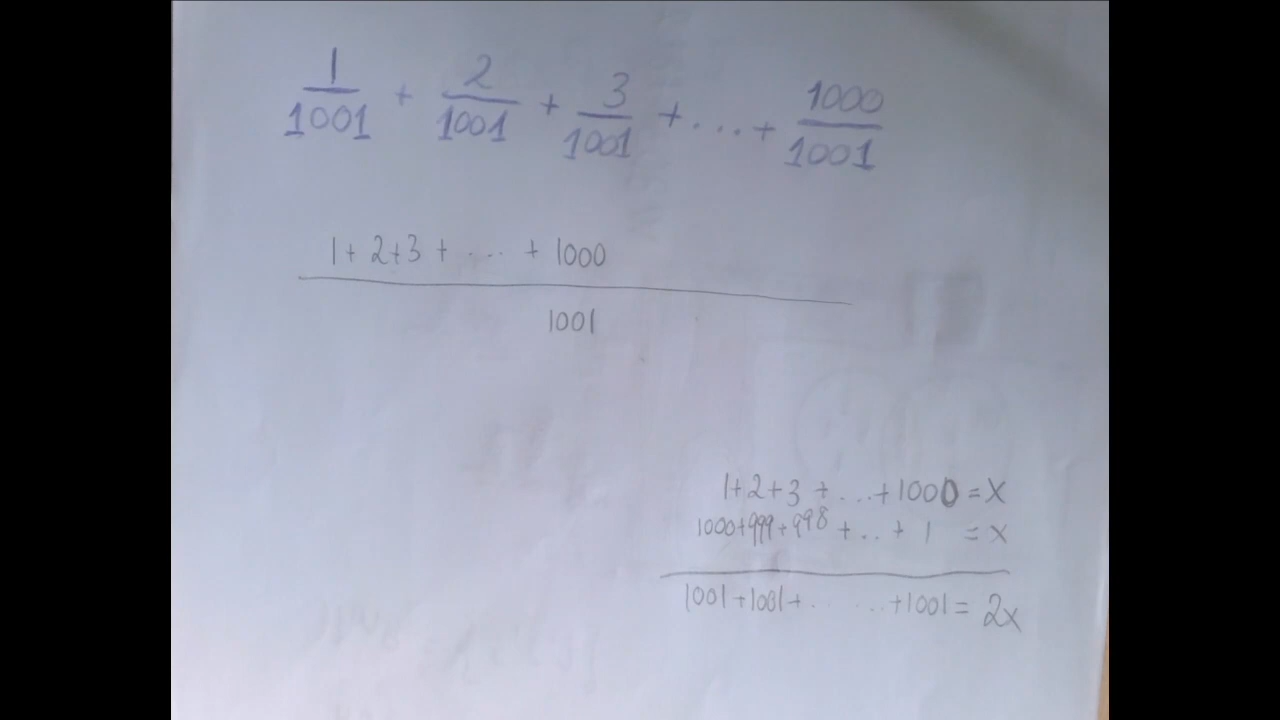 1/1001 + 2/1001 + 3/1001 + ... + 1000/1001
1+2+3+ .... + 1000
1001
1+2+3 + ...+1000 =X
1000+999+998 + .. + 1 =X
1001+1001+ ..... +1001= 2x